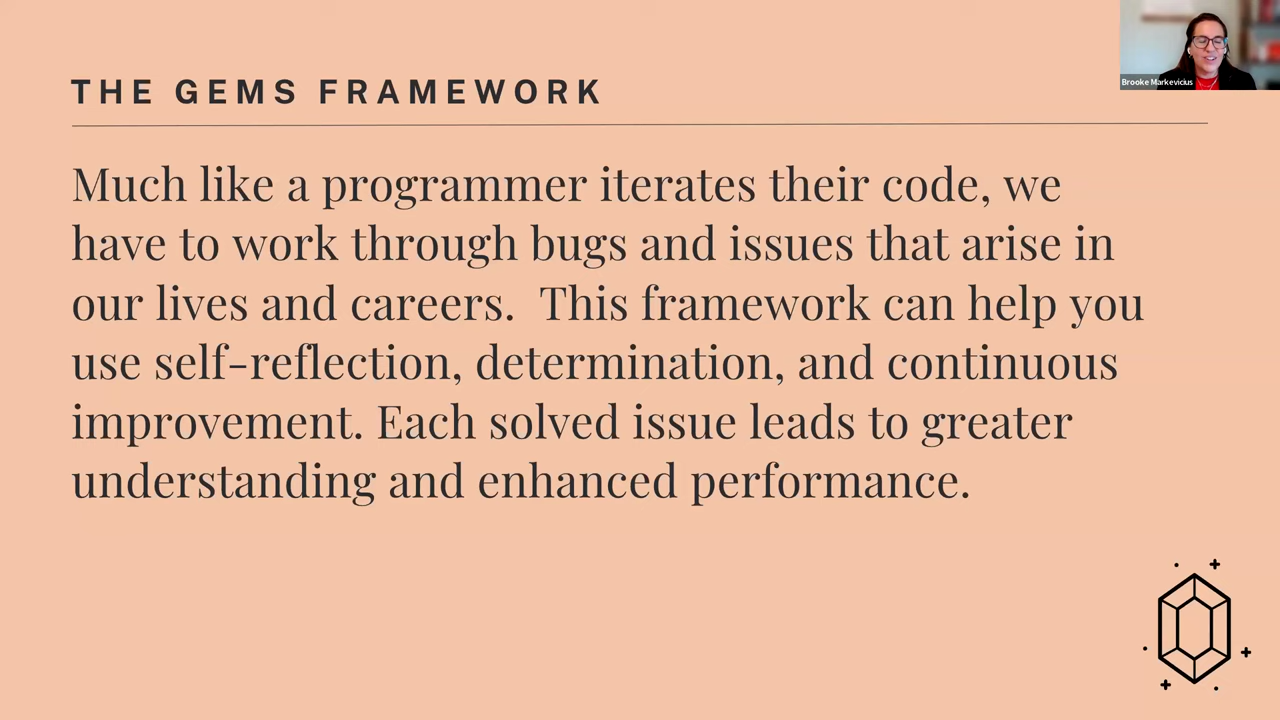 THE GEMS FRAMEWORK
Brooke Markevicius
Much like a programmer iterates their code, we
have to work through bugs and issues that arise in
our lives and careers.  This framework can help you
use self-reflection, determination, and continuous
improvement. Each solved issue leads to greater
understanding and enhanced performance.